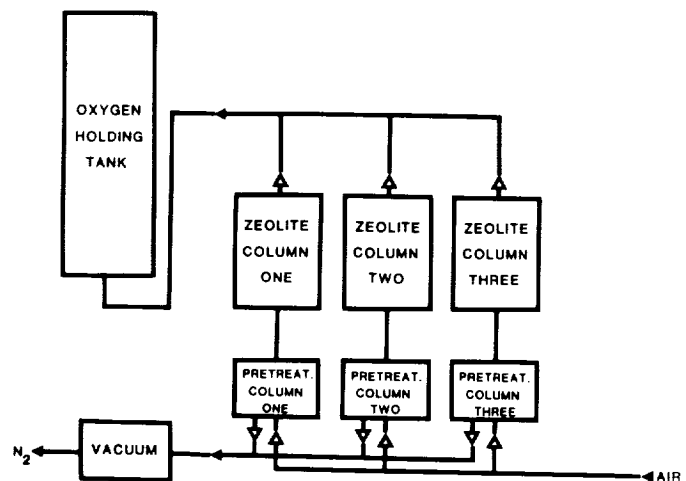 OXYGEN
HOLDING
TANK
ZEOLITE
COLUMN
ONE
ZEOLITE
COLUMN
TWO
ZEOLITE
COLUMN
THREE
PRETREAT.
COLUMN
ONE
PRETREAT.
COLUMN
TWO
PRETREAT.
COLUMN
THREE
N2
VACUUM
AIR